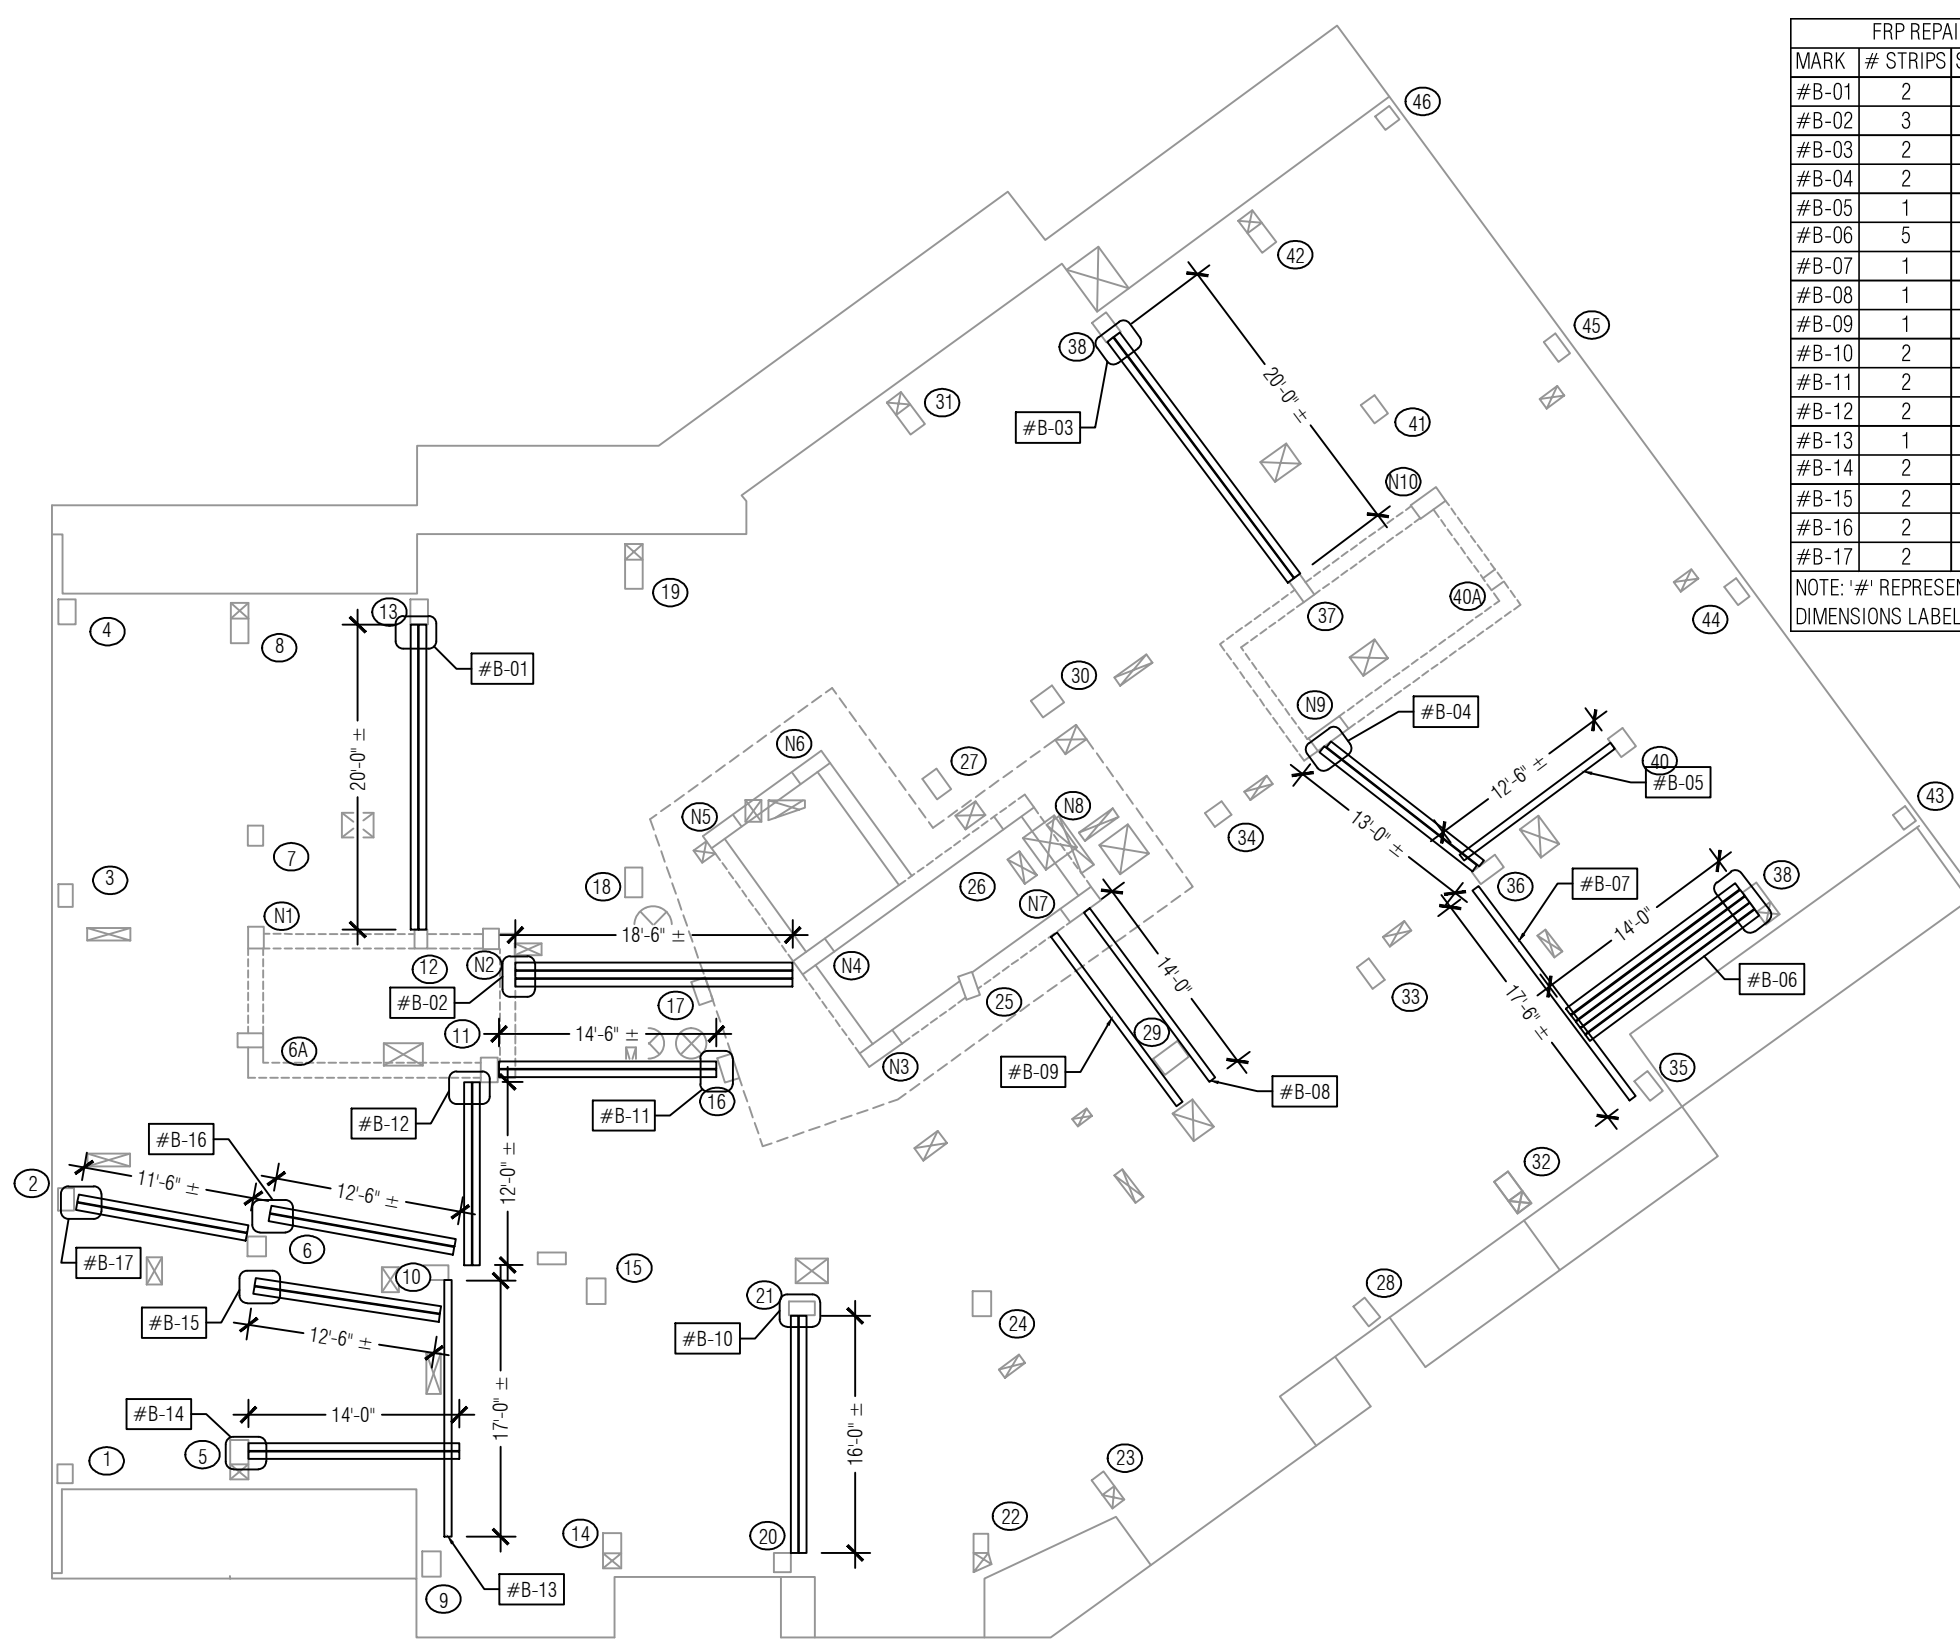 FRP REPAI
MARK # STRIPS S
#B-01 2
#B-02 3
#B-03 2
#B-04 2
#B-05 1
#B-06 5
#B-07 1
#B-08 1
#B-09 1
#B-10 2
#B-11 2
#B-12 2
#B-13 1
#B-14 2
#B-15 2
#B-16 2
#B-17 2
NOTE: '#' REPRESEN
DIMENSIONS LABEL
46
42
45
38
31
#B-03
20'-0" ±
41
N10
19
13
4
8
#B-01
37
40A
44
30
N9
#B-04
20'-0" ±
N6
27
12'-6" ±
40
#B-05
N5
N8
34
13'-0" ±
43
7
3
18
26
36
#B-07
38
N1
N7
14'-0"
18'-6" ±
12
N2
N4
14'-0"
#B-06
#B-02
17
25
33
17'-6" ±
11
14'-6" ±
29
6A
N3
#B-09
35
#B-08
16
#B-12
#B-11
#B-16
2
11'-6" ±
12'-6" ±
12'-0" ±
32
6
#B-17
10
15
28
21
#B-15
12'-6" ±
#B-10
24
#B-14
14'-0"
17'-0" ±
16'-0" ±
1
5
23
14
20
22
9
#B-13